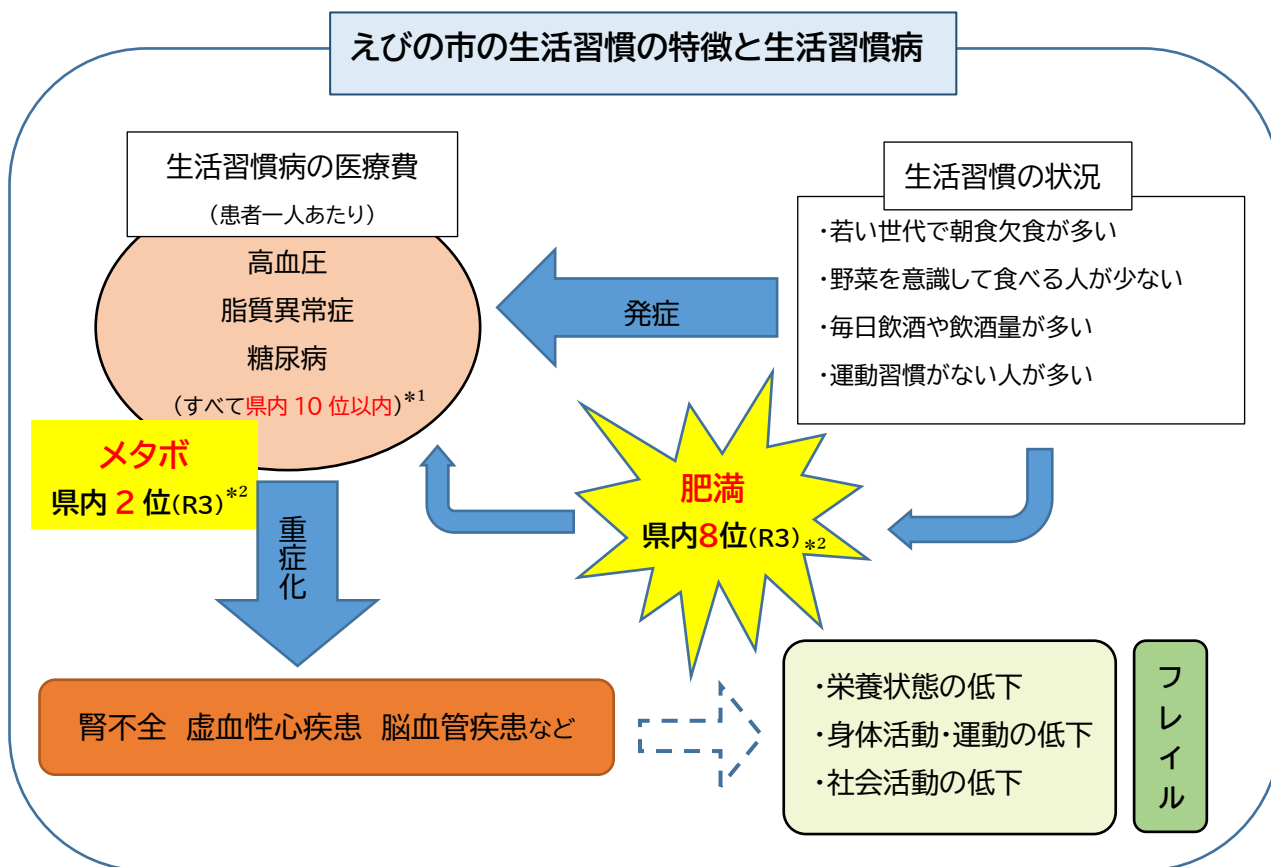 えびの市の生活習慣の特徴と生活習慣病
生活習慣病の医療費
(患者一人あたり)
高血圧
脂質異常症
糖尿病
(すべて県内10位以内)*1
メタボ
県内2位(R3)*2
発症
生活習慣の状況
・若い世代で朝食欠食が多い
・野菜を意識して食べる人が少ない
・毎日飲酒や飲酒量が多い
・運動習慣がない人が多い
肥満
県内8位(R3)*2
重症化
腎不全 虚血性心疾患 脳血管疾患など
・栄養状態の低下
・身体活動・運動の低下
・社会活動の低下
フレイル